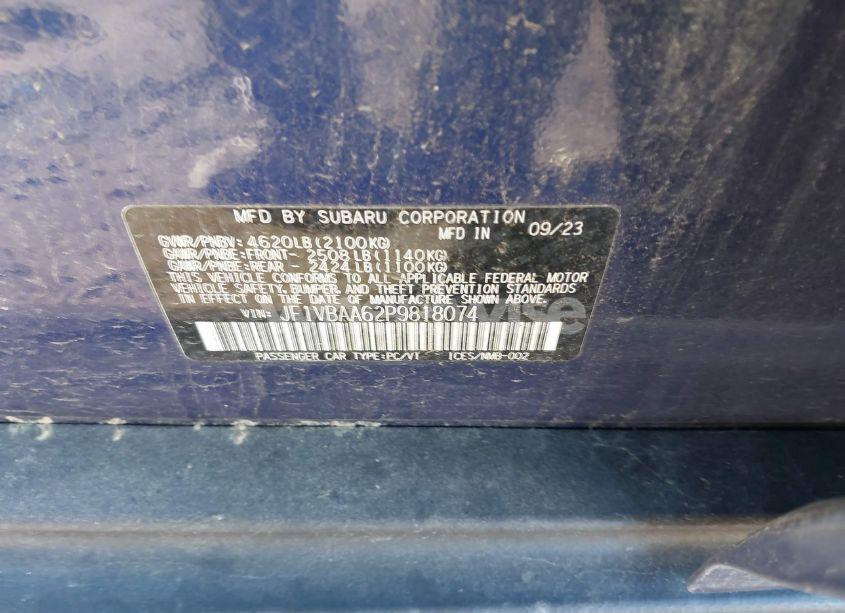 MFD BY SUBARU CORPORATION
MFD IN 09/23
GVWR/PNBV: 4620LB(2100KG)
GAWR/PNBE:FRONT- 2508LB(1140KG)
GAWR/PNBE:REAR - 2424LB(1100KG)
THIS VEHICLE CONFORMS TO ALL APPLICABLE FEDERAL MOTOR
VEHICLE SAFETY, BUMPER, AND THEFT PREVENTION STANDARDS
IN EFFECT ON THE DATE OF MANUFACTURE SHOWN ABOVE.
VIN: JF1VBAA62P9818074
PASSENGER CAR TYPE:PC/VT ICES/NMB-002